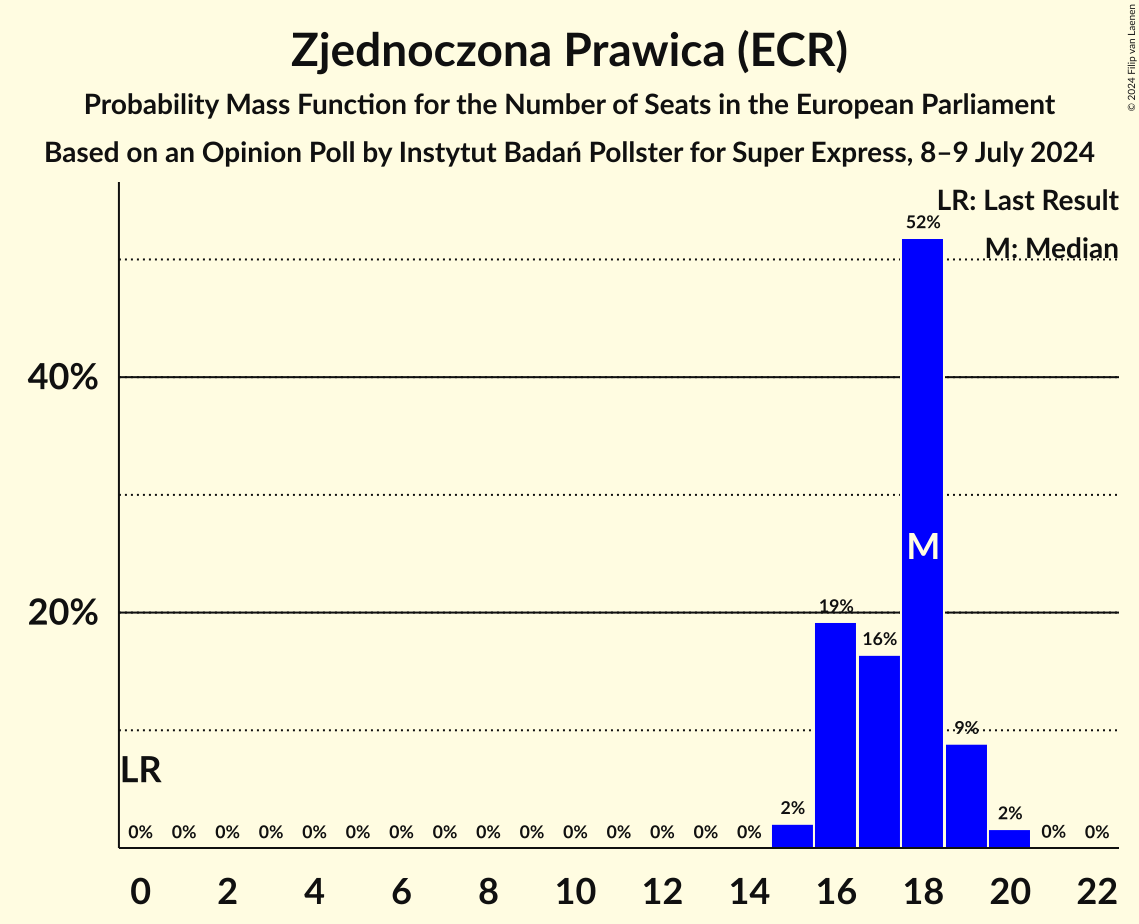 Zjednoczona Prawica (ECR)
Probability Mass Function for the Number of Seats in the European Parliament
Based on an Opinion Poll by Instytut Badań Pollster for Super Express, 8–9 July 2024
© 2024 Filip van Laenen
LR: Last Result
52%
M: Median
40%
M
20%
19%
16%
9%
LR
2%
2%
0% 0% 0% 0% 0% 0% 0% 0% 0% 0% 0% 0% 0% 0% 0% 0% 0%
0 2 4 6 8 10 12 14 16 18 20 22